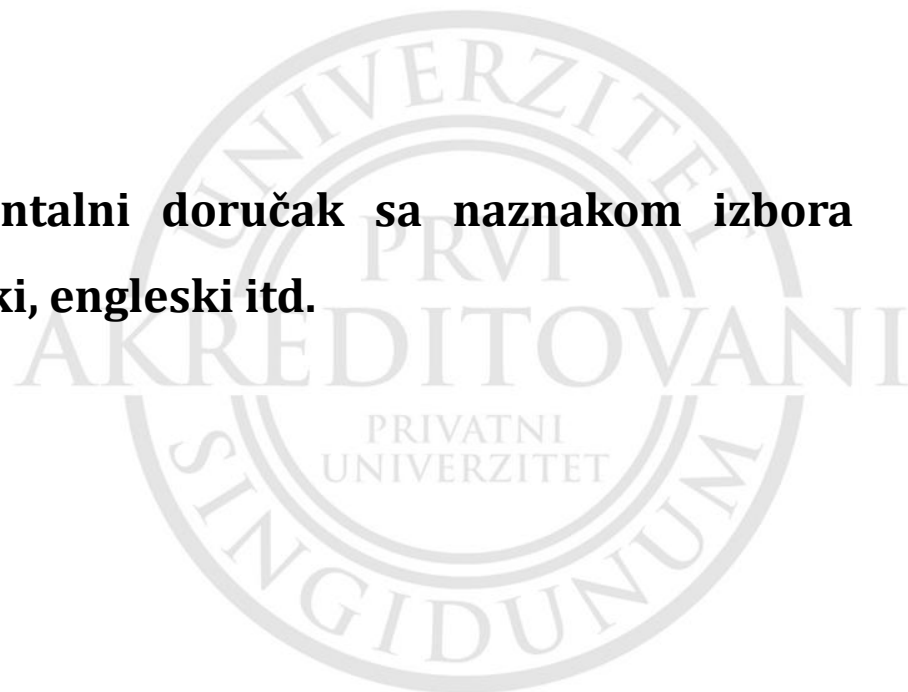 UNIVERZITET
ntalni doručak sa naznakom izbora
PRVI
ki, engleski itd.
AKREDITOVANI
PRIVATNI
UNIVERZITET
SINGIDUNUM